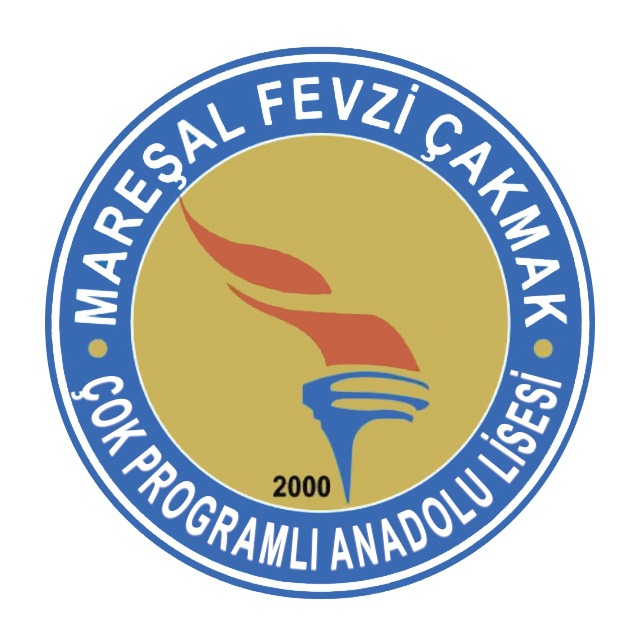 MAREŞAL FEVZİ ÇAKMAK
ÇOK PROGRAMLI ANADOLU LİSESİ
2000